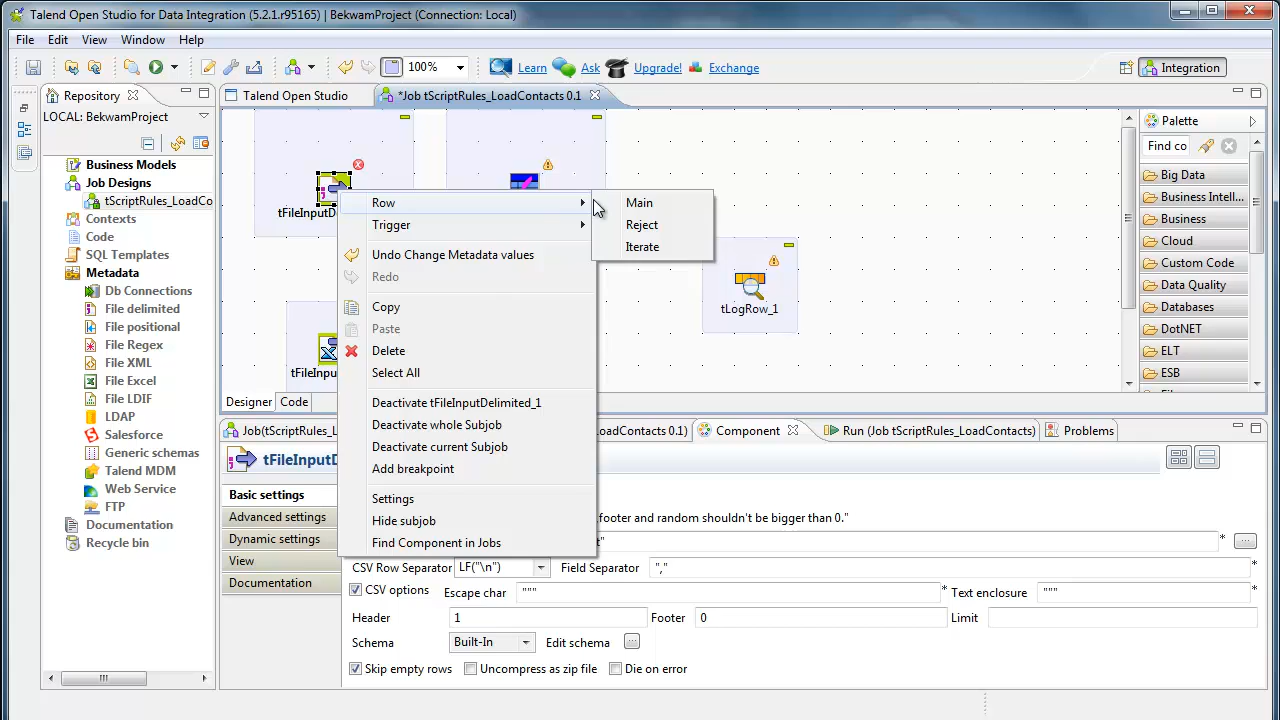 Talend Open Studio for Data Integration (5.2.1.r95165) | BekwamProject (Connection: Local)
File Edit View Window Help
100% Learn Ask Upgrade! Exchange Integration
Repository Talend Open Studio *Job tScriptRules_LoadContacts 0.1 Palette
LOCAL: BekwamProject
Find co
Business Models
Job Designs
tScriptRules_LoadCo
Contexts
Code
SQL Templates
Metadata
Db Connections
File delimited
File positional
File Regex
File XML
File Excel
File LDIF
LDAP
Salesforce
Generic schemas
Talend MDM
Web Service
FTP
Documentation
Recycle bin
tFileInputD
tFileInpu
tLogRow_1
Row
Trigger
Undo Change Metadata values
Redo
Copy
Paste
Delete
Select All
Deactivate tFileInputDelimited_1
Deactivate whole Subjob
Deactivate current Subjob
Add breakpoint
Settings
Hide subjob
Find Component in Jobs
Main
Reject
Iterate
Big Data
Business Intell...
Business
Cloud
Custom Code
Data Quality
Databases
DotNET
ELT
ESB
Designer Code
Job(tScriptRules_L LoadContacts 0.1) Component Run (Job tScriptRules_LoadContacts) Problems
tFileInputD
Basic settings
Advanced settings
Dynamic settings
View
Documentation
footer and random shouldn't be bigger than 0."
t" *
CSV Row Separator LF("\n") Field Separator "," *
CSV options Escape char """ * Text enclosure """ *
Header 1 Footer 0 Limit
Schema Built-In Edit schema
Skip empty rows Uncompress as zip file Die on error